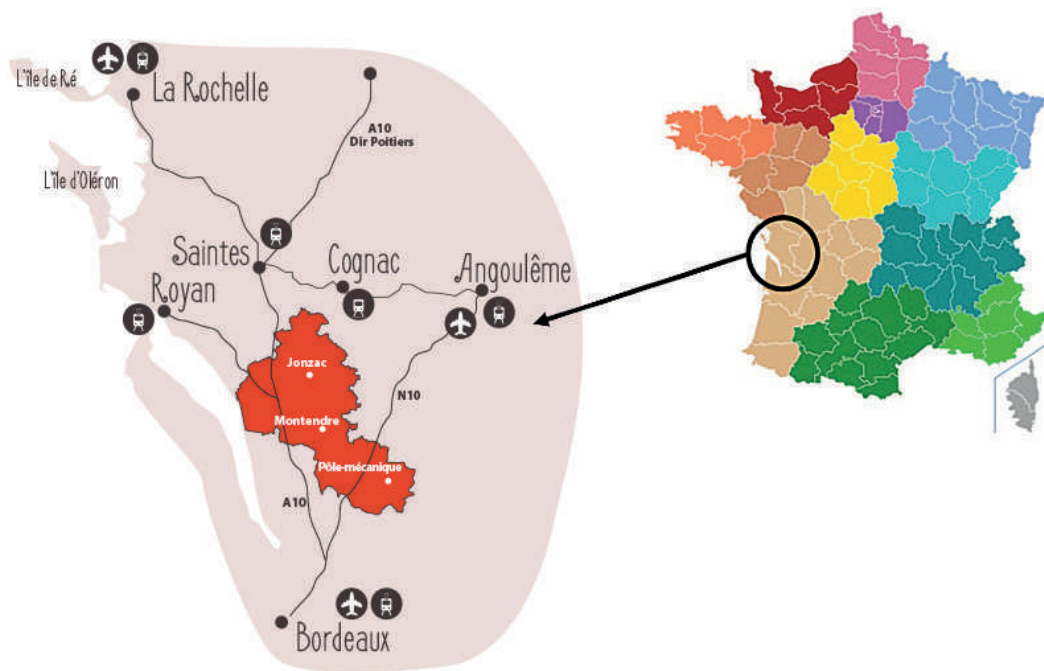 L'île de Ré
La Rochelle
A10
Dir Poitiers
L'île d'Oléron
Saintes
Cognac
Angoulême
Royan
Jonzac
N10
Montendre
Pôle-mécanique
A10
Bordeaux